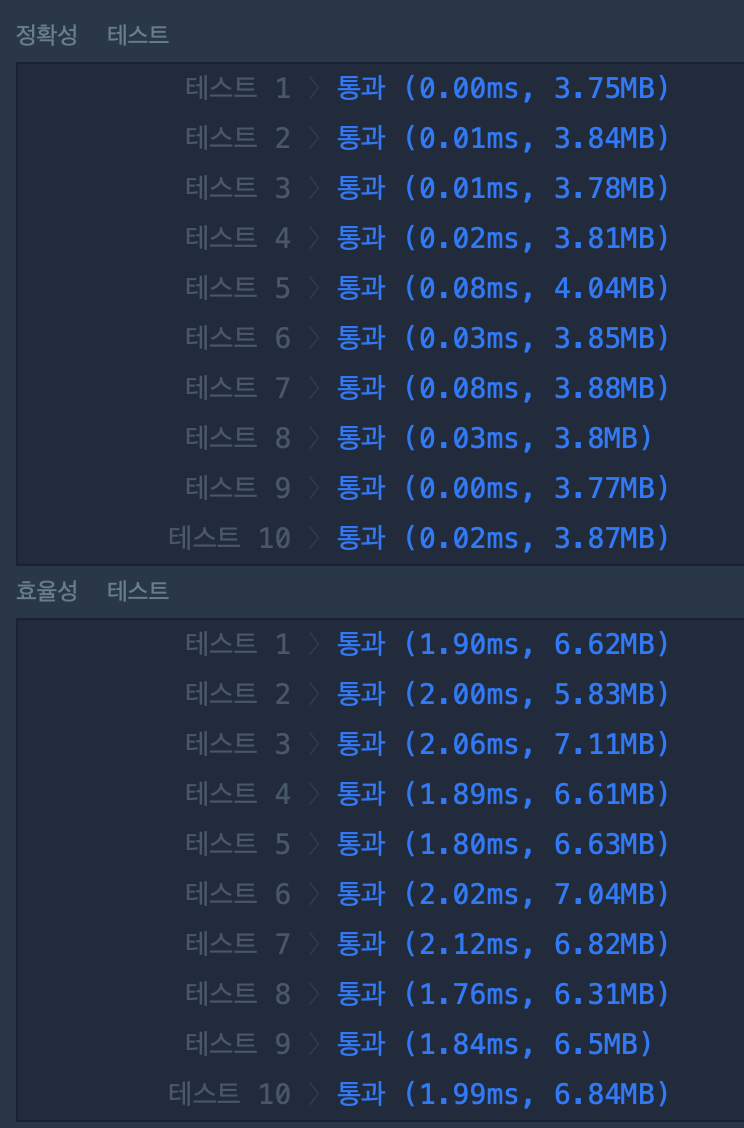 정확성 테스트
테스트 1 〉 통과 (0.00ms, 3.75MB)
테스트 2 〉 통과 (0.01ms, 3.84MB)
테스트 3 〉 통과 (0.01ms, 3.78MB)
테스트 4 〉 통과 (0.02ms, 3.81MB)
테스트 5 〉 통과 (0.08ms, 4.04MB)
테스트 6 〉 통과 (0.03ms, 3.85MB)
테스트 7 〉 통과 (0.08ms, 3.88MB)
테스트 8 〉 통과 (0.03ms, 3.8MB)
테스트 9 〉 통과 (0.00ms, 3.77MB)
테스트 10 〉 통과 (0.02ms, 3.87MB)
효율성 테스트
테스트 1 〉 통과 (1.90ms, 6.62MB)
테스트 2 〉 통과 (2.00ms, 5.83MB)
테스트 3 〉 통과 (2.06ms, 7.11MB)
테스트 4 〉 통과 (1.89ms, 6.61MB)
테스트 5 〉 통과 (1.80ms, 6.63MB)
테스트 6 〉 통과 (2.02ms, 7.04MB)
테스트 7 〉 통과 (2.12ms, 6.82MB)
테스트 8 〉 통과 (1.76ms, 6.31MB)
테스트 9 〉 통과 (1.84ms, 6.5MB)
테스트 10 〉 통과 (1.99ms, 6.84MB)